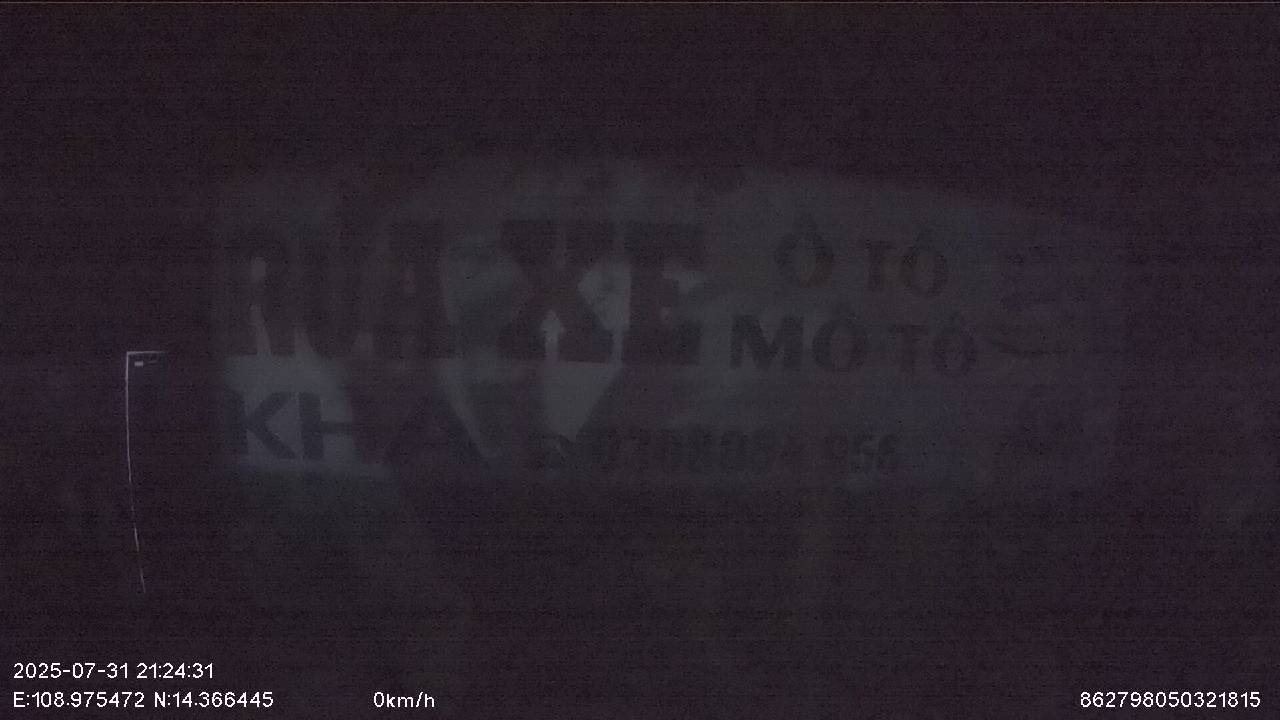 RỬA XE
Ô TÔ
MÔ TÔ
2025-07-31 21:24:31
E:108.975472 N:14.366445
0km/h
862798050321815